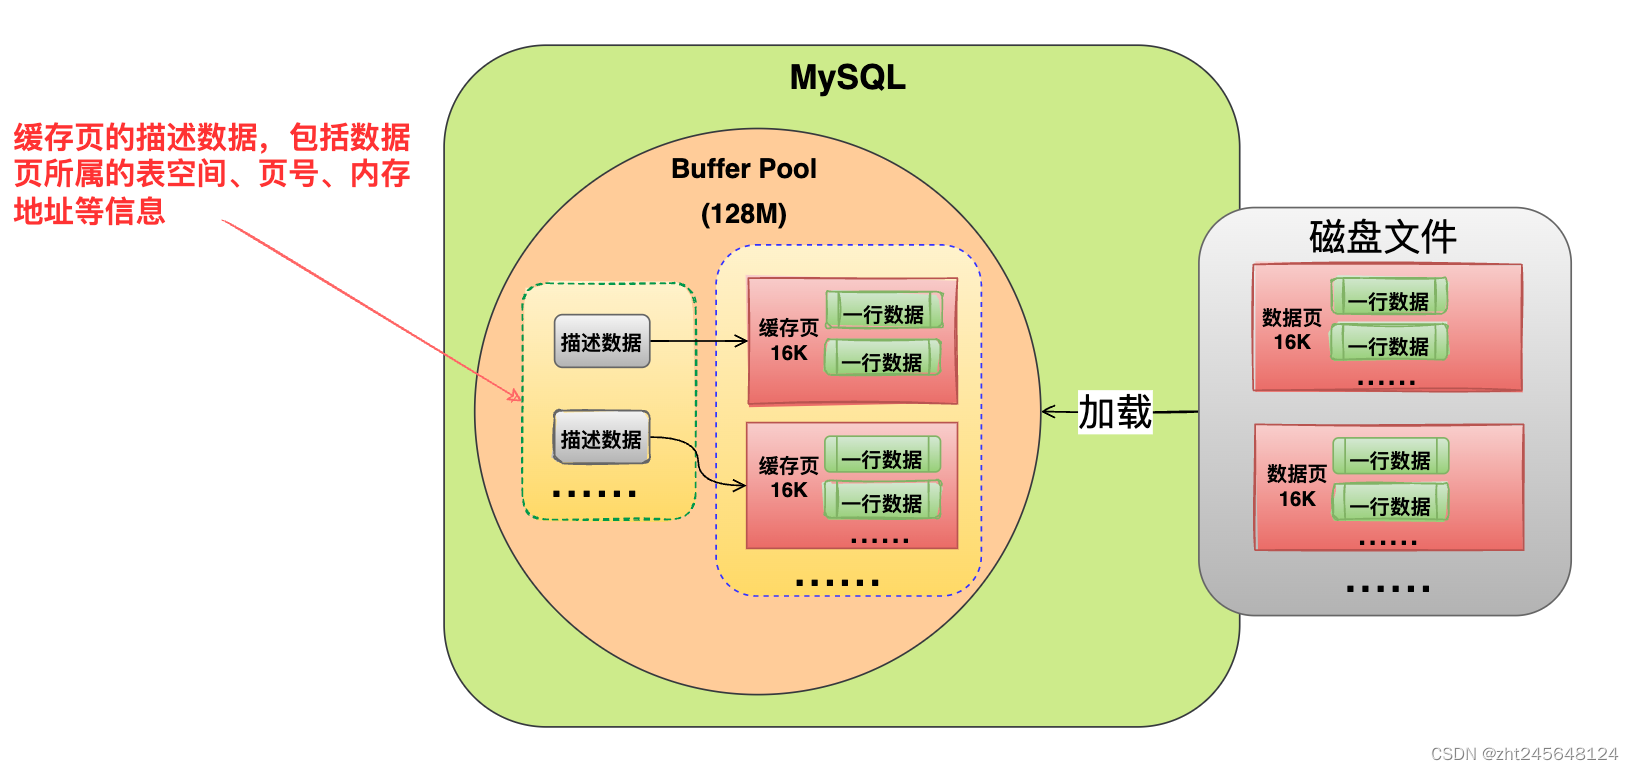 MySQL
缓存页的描述数据，包括数据
页所属的表空间、页号、内存
地址等信息
Buffer Pool
(128M)
描述数据
描述数据
......
缓存页
16K
一行数据
一行数据
缓存页
16K
一行数据
一行数据
......
......
加载
磁盘文件
数据页
16K
一行数据
一行数据
......
数据页
16K
一行数据
一行数据
......
......
CSDN @zht245648124